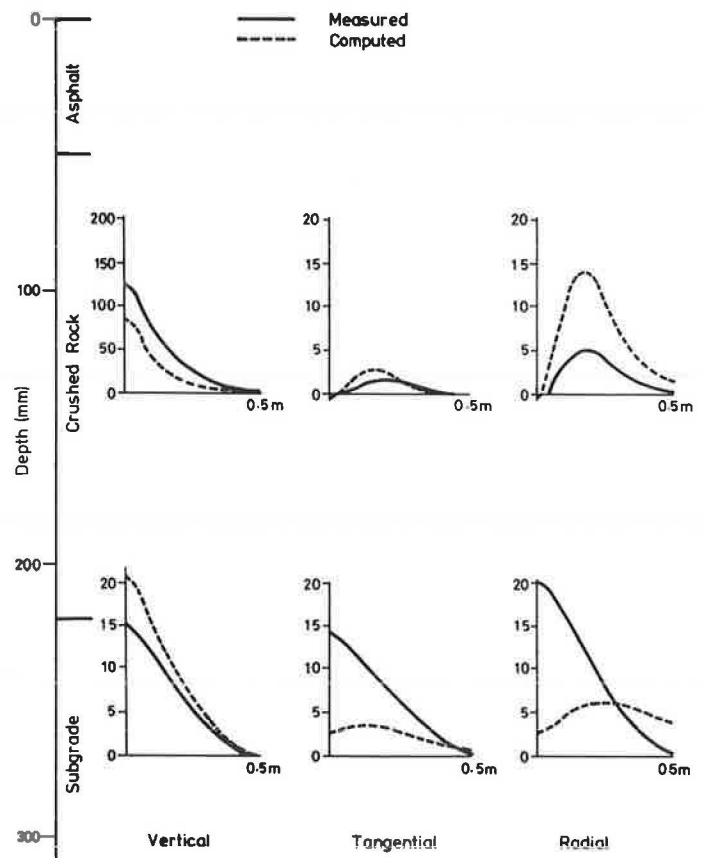 Measured
Computed
0
100
200
300
Depth (mm)
Asphalt
Crushed Rock
Subgrade
200
150
100
50
0
0·5m
20
15
10
5
0
0·5m
20
15
10
5
0
0·5m
20
15
10
5
0
0·5m
20
15
10
5
0
0·5m
20
15
10
5
0
0·5m
Vertical
Tangential
Radial